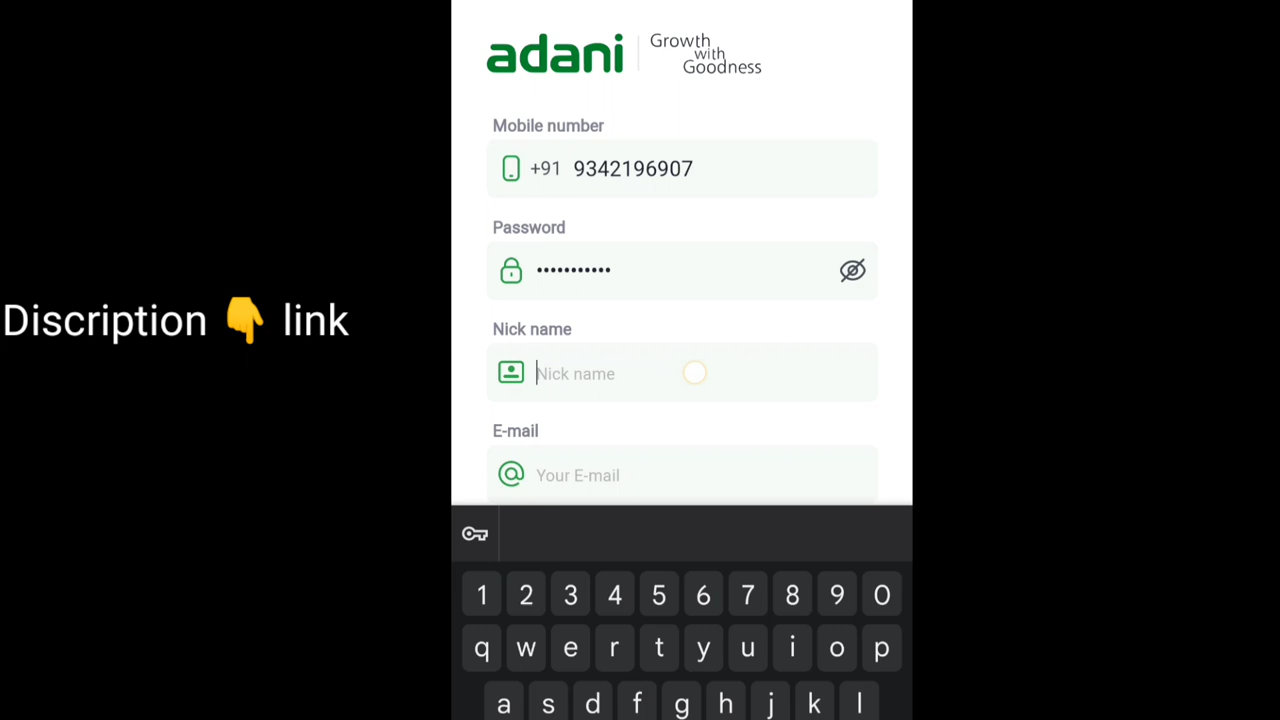 adani
Growth
with
Goodness
Mobile number
+91 9342196907
Password
•••••••••••
Nick name
Nick name
E-mail
Your E-mail
Discription 👇 link
1 2 3 4 5 6 7 8 9 0
q w e r t y u i o p
a s d f g h j k l